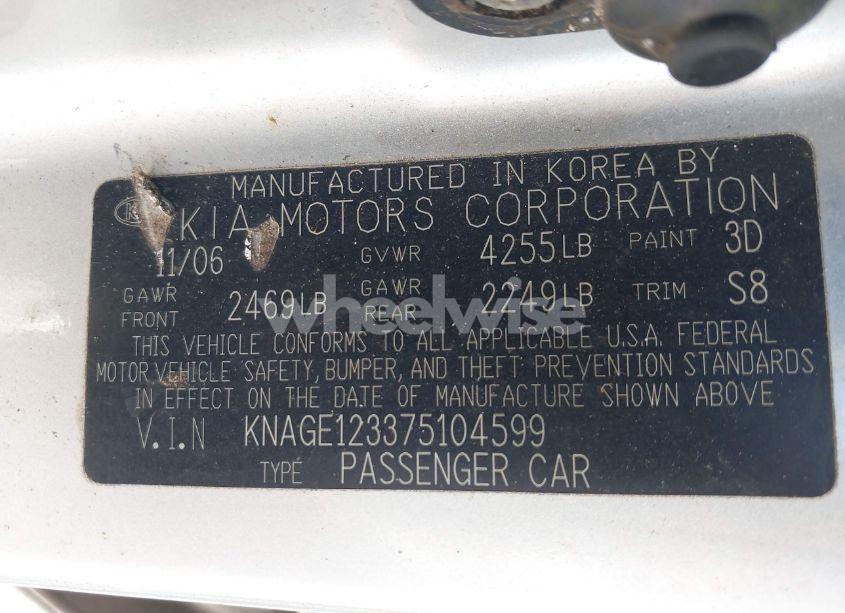 MANUFACTURED IN KOREA BY
KIA MOTORS CORPORATION
11/06 GVWR 4255LB PAINT 3D
GAWR FRONT 2469LB GAWR REAR 2249LB TRIM S8
THIS VEHICLE CONFORMS TO ALL APPLICABLE U.S.A. FEDERAL
MOTOR VEHICLE SAFETY, BUMPER, AND THEFT PREVENTION STANDARDS
IN EFFECT ON THE DATE OF MANUFACTURE SHOWN ABOVE
V.I.N KNAGE123375104599
TYPE PASSENGER CAR
wheelwise